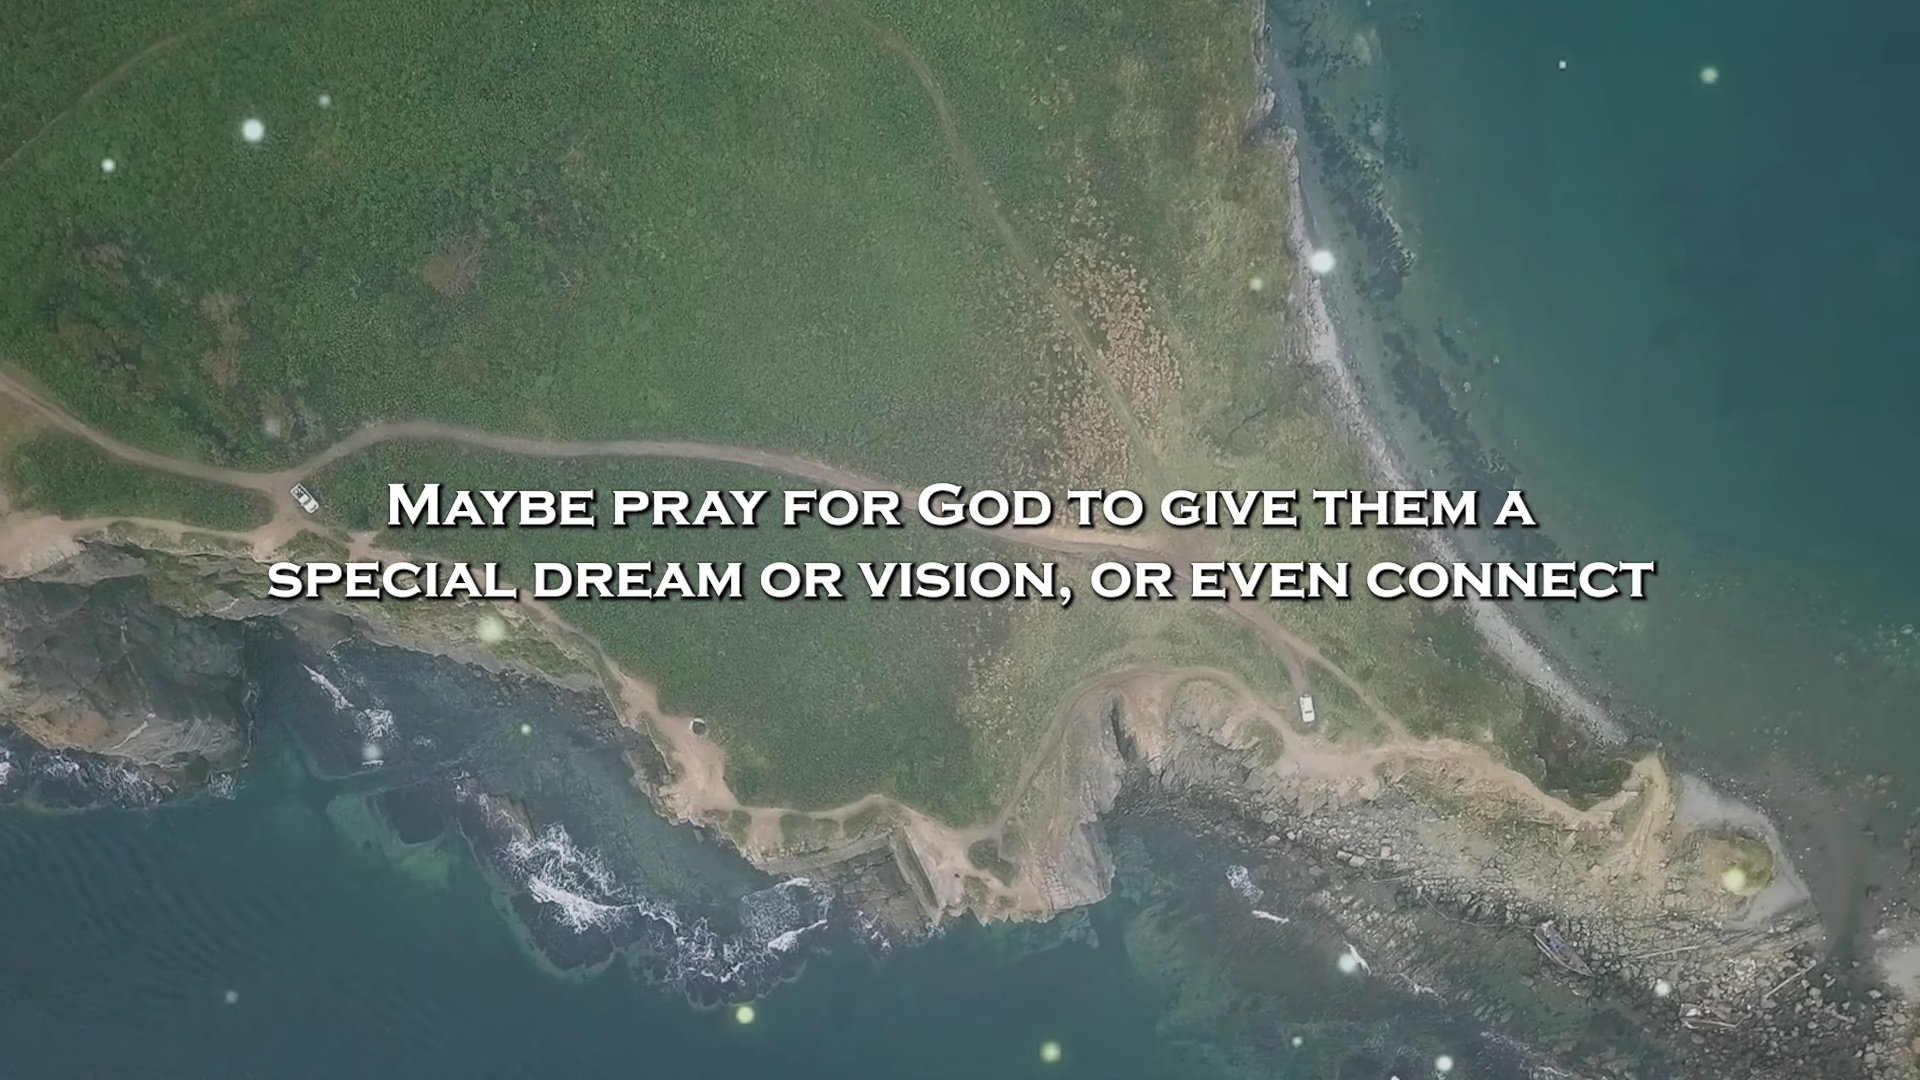 Maybe pray for God to give them a
special dream or vision, or even connect